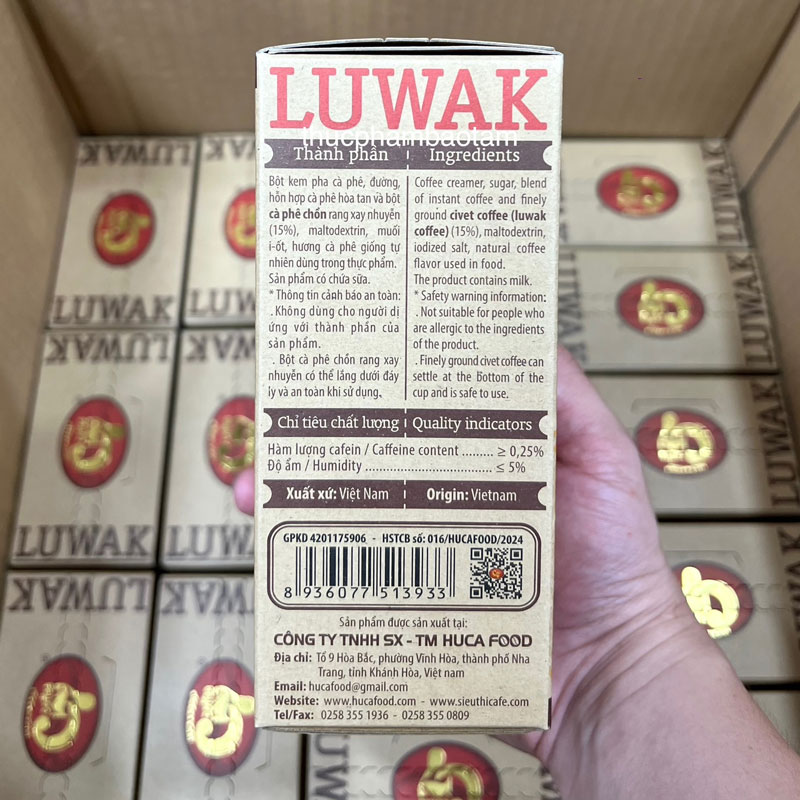 LUWAK
thucphambaotam
Thành phần
Ingredients
Bột kem pha cà phê, đường,
hỗn hợp cà phê hòa tan và bột
cà phê chồn rang xay nhuyễn
(15%), maltodextrin, muối
i-ốt, hương cà phê giống tự
nhiên dùng trong thực phẩm.
Sản phẩm có chứa sữa.
* Thông tin cảnh báo an toàn:
. Không dùng cho người dị
ứng với thành phần của
sản phẩm.
. Bột cà phê chồn rang xay
nhuyễn có thể lắng dưới đáy
ly và an toàn khi sử dụng.
Coffee creamer, sugar, blend
of instant coffee and finely
ground civet coffee (luwak
coffee) (15%), maltodextrin,
iodized salt, natural coffee
flavor used in food.
The product contains milk.
* Safety warning information:
. Not suitable for people who
are allergic to the ingredients
of the product.
. Finely ground civet coffee can
settle at the bottom of the
cup and is safe to use.
Chỉ tiêu chất lượng
Quality indicators
Hàm lượng cafein / Caffeine content ......... ≥ 0,25%
Độ ẩm / Humidity ................................... ≤ 5%
Xuất xứ: Việt Nam
Origin: Vietnam
GPKD 4201175906 - HSTCB số: 016/HUCAFOOD/2024
8 936077 513933
Sản phẩm được sản xuất tại:
CÔNG TY TNHH SX - TM HUCA FOOD
Địa chỉ: Tổ 9 Hòa Bắc, phường Vĩnh Hòa, thành phố Nha
Trang, tỉnh Khánh Hòa, Việt nam
Email: hucafood@gmail.com
Website: www.hucafood.com - www.sieuthicafe.com
Tel/Fax: 0258 355 1936 - 0258 355 0809
LUWAK
LUWAK
LUWAK
LUWAK
LUWAK
LUWAK